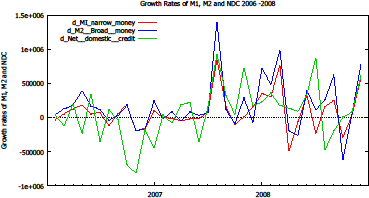 Growth Rates of M1, M2 and NDC 2006 -2008
1.5e+006
d_M1_narrow_money
d_M2__Broad__money
d_Net__domestic__credit
1e+006
500000
0
-500000
-1e+006
Growth rates of M1, M2 and NDC
2007
2008